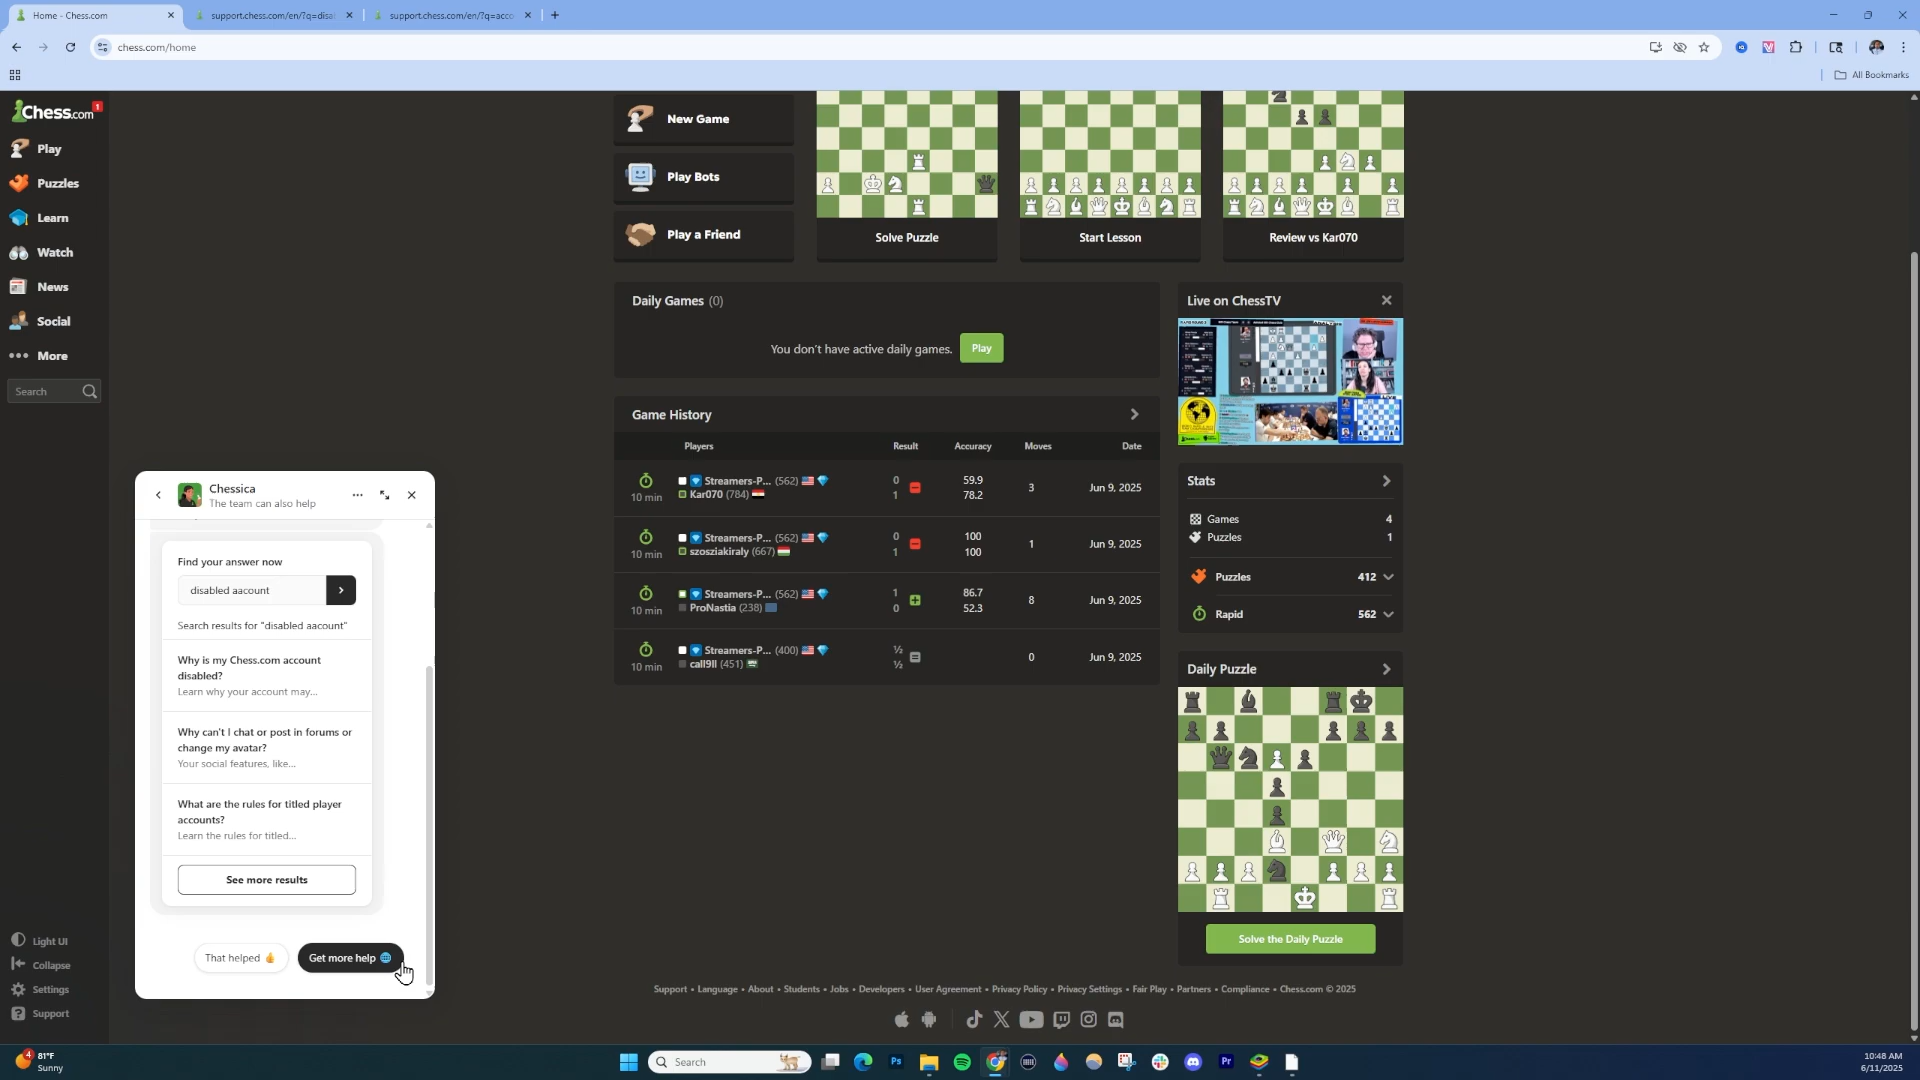 Home - Chess.com
support.chess.com/en/?q=disa
support.chess.com/en/?q=acco
chess.com/home
All Bookmarks
Chess.com
1
Play
Puzzles
Learn
Watch
News
Social
More
Search
Light UI
Collapse
Settings
Support
New Game
Play Bots
Play a Friend
Solve Puzzle
Start Lesson
Review vs Kar070
Daily Games (0)
You don't have active daily games.
Play
Game History
Players Result Accuracy Moves Date
10 min
Streamers-P... (562)
Kar070 (784)
0
1
59.9
78.2
3
Jun 9, 2025
10 min
Streamers-P... (562)
szosziakiraly (667)
0
1
100
100
1
Jun 9, 2025
10 min
Streamers-P... (562)
ProNastia (238)
1
0
86.7
52.3
8
Jun 9, 2025
10 min
Streamers-P... (400)
call9ll (451)
½
½
0
Jun 9, 2025
Live on ChessTV
Stats
Games 4
Puzzles 1
Puzzles 412
Rapid 562
Daily Puzzle
Solve the Daily Puzzle
Chessica
The team can also help
Find your answer now
disabled aacount
Search results for "disabled aacount"
Why is my Chess.com account
disabled?
Learn why your account may...
Why can't I chat or post in forums or
change my avatar?
Your social features, like...
What are the rules for titled player
accounts?
Learn the rules for titled...
See more results
That helped
Get more help
Support • Language • About • Students • Jobs • Developers • User Agreement • Privacy Policy • Privacy Settings • Fair Play • Partners • Compliance • Chess.com © 2025
4
81°F
Sunny
Search
Ps
Pr
10:48 AM
6/11/2025